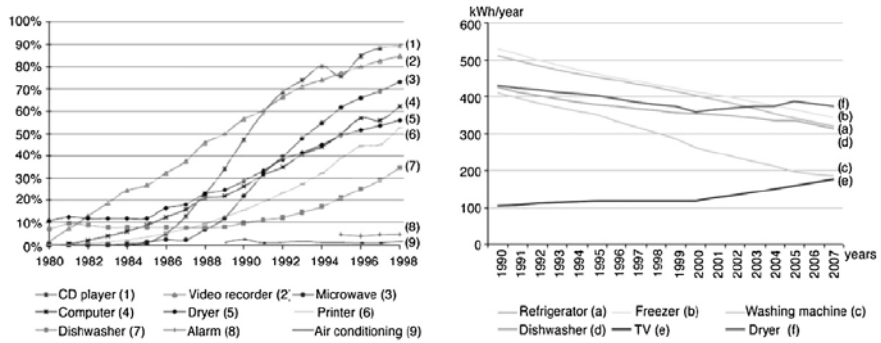 100%
90%
80%
70%
60%
50%
40%
30%
20%
10%
0%
1980 1982 1984 1986 1988 1990 1992 1994 1996 1998
(1)
(2)
(3)
(4)
(5)
(6)
(7)
(8)
(9)
CD player (1) Video recorder (2) Microwave (3)
Computer (4) Dryer (5) Printer (6)
Dishwasher (7) Alarm (8) Air conditioning (9)
kWh/year
600
500
400
300
200
100
0
(f)
(b)
(a)
(d)
(c)
(e)
1990 1991 1992 1993 1994 1995 1996 1997 1998 1999 2000 2001 2002 2003 2004 2005 2006 2007 years
Refrigerator (a) Freezer (b) Washing machine (c)
Dishwasher (d) TV (e) Dryer (f)